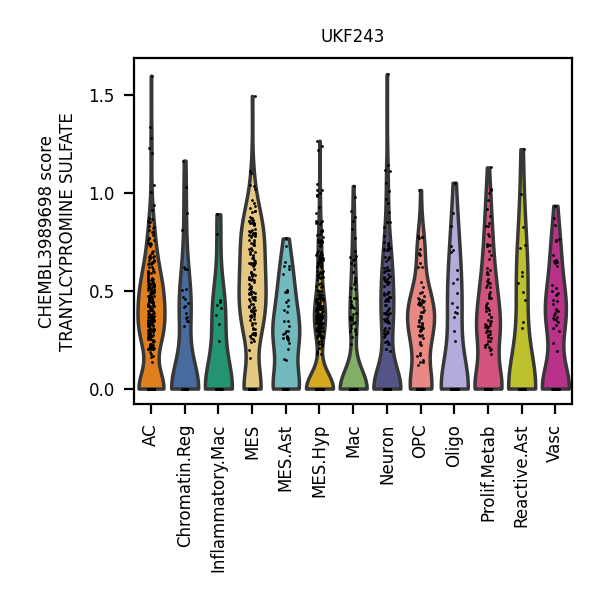 UKF243
CHEMBL3989698 score
TRANYLCYPROMINE SULFATE
1.5
1.0
0.5
0.0
AC
Chromatin.Reg
Inflammatory.Mac
MES
MES.Ast
MES.Hyp
Mac
Neuron
OPC
Oligo
Prolif.Metab
Reactive.Ast
Vasc